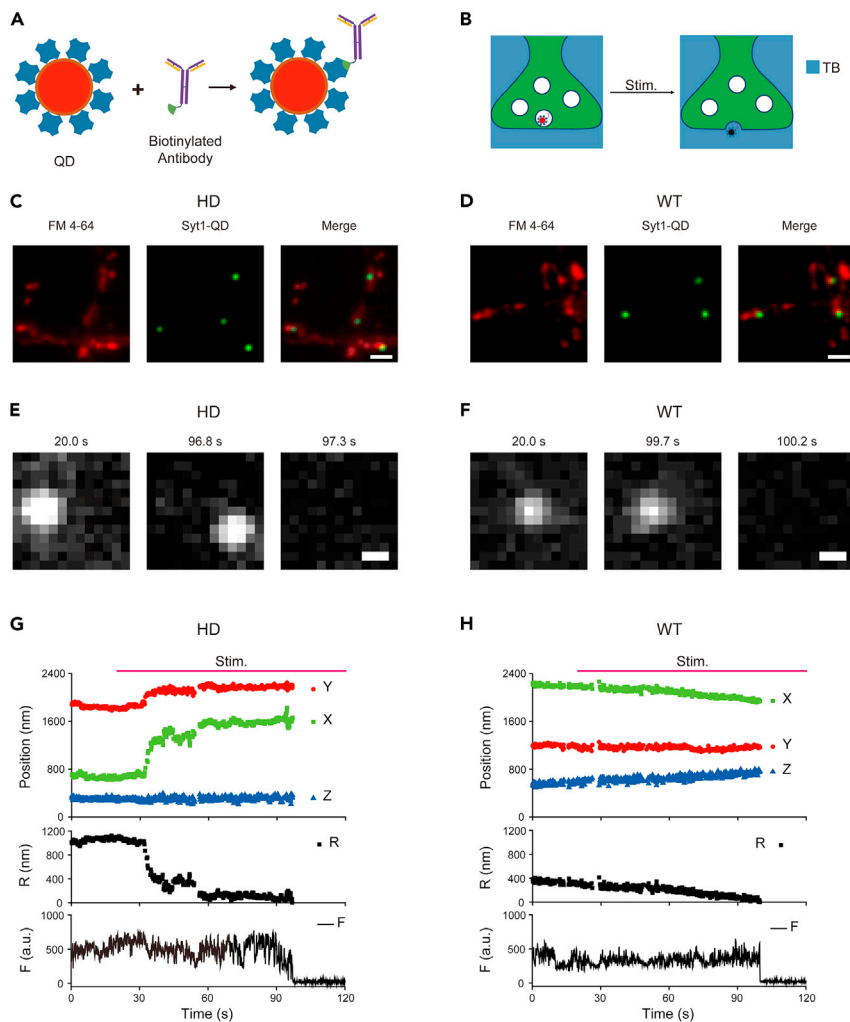 A
B
QD
+
Biotinylated
Antibody
Stim.
TB
C
HD
FM 4-64
Syt1-QD
Merge
D
WT
FM 4-64
Syt1-QD
Merge
E
HD
20.0 s
96.8 s
97.3 s
F
WT
20.0 s
99.7 s
100.2 s
G
HD
Stim.
Position (nm)
2400
1600
800
0
Y
X
Z
R (nm)
1200
800
400
0
R
F (a.u.)
1000
500
0
F
0
30
60
90
120
Time (s)
H
WT
Stim.
Position (nm)
2400
1600
800
0
X
Y
Z
R (nm)
1200
800
400
0
R
F (a.u.)
1000
500
0
F
0
30
60
90
120
Time (s)